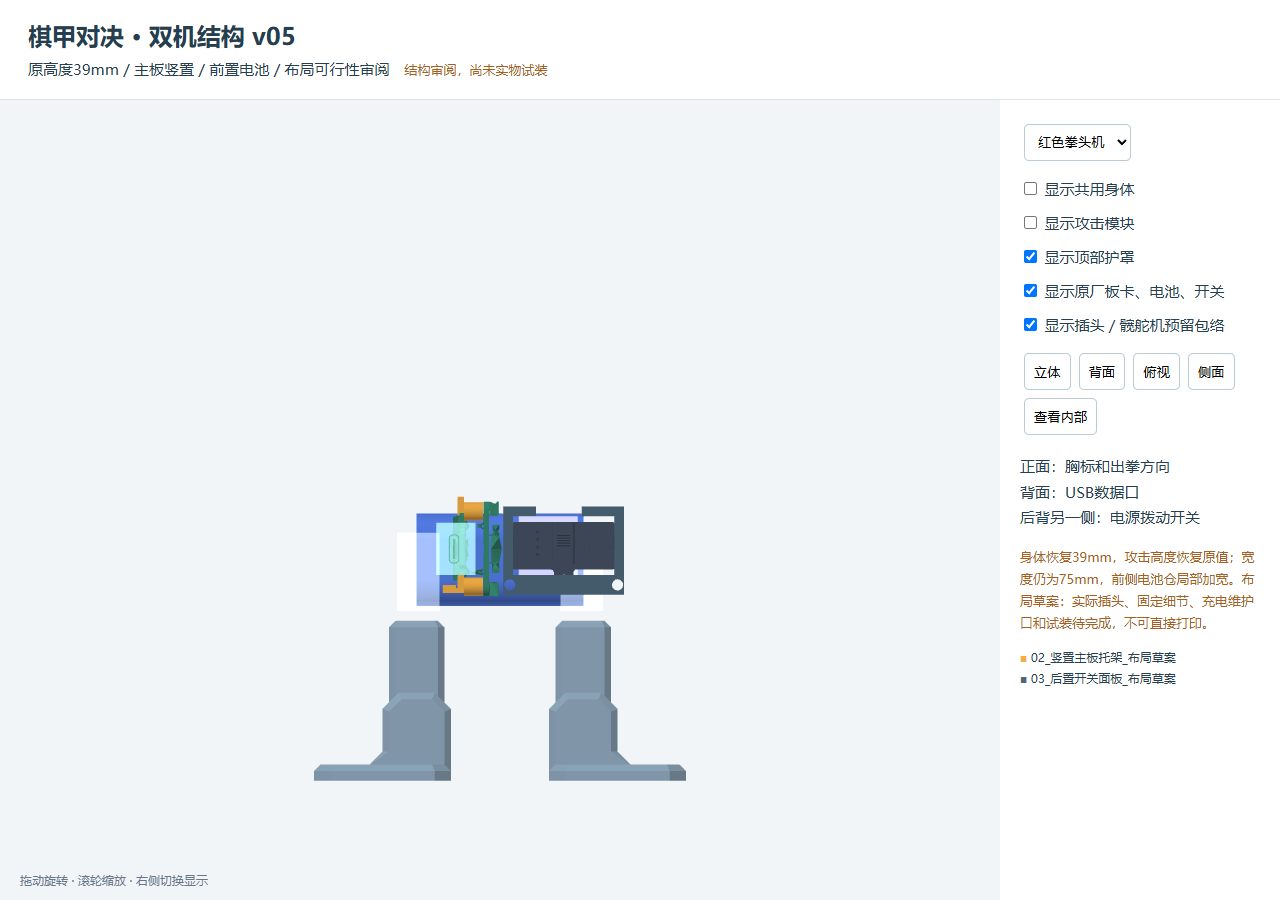 棋甲对决 · 双机结构 v05
原高度39mm / 主板竖置 / 前置电池 / 布局可行性审阅 结构审阅，尚未实物试装
红色拳头机
显示共用身体
显示攻击模块
显示顶部护罩
显示原厂板卡、电池、开关
显示插头 / 髋舵机预留包络
立体 背面 俯视 侧面
查看内部
正面：胸标和出拳方向
背面：USB数据口
后背另一侧：电源拨动开关
身体恢复39mm，攻击高度恢复原值；宽
度仍为75mm，前侧电池仓局部加宽。布
局草案：实际插头、固定细节、充电维护
口和试装待完成，不可直接打印。
02_竖置主板托架_布局草案
03_后置开关面板_布局草案
拖动旋转 · 滚轮缩放 · 右侧切换显示